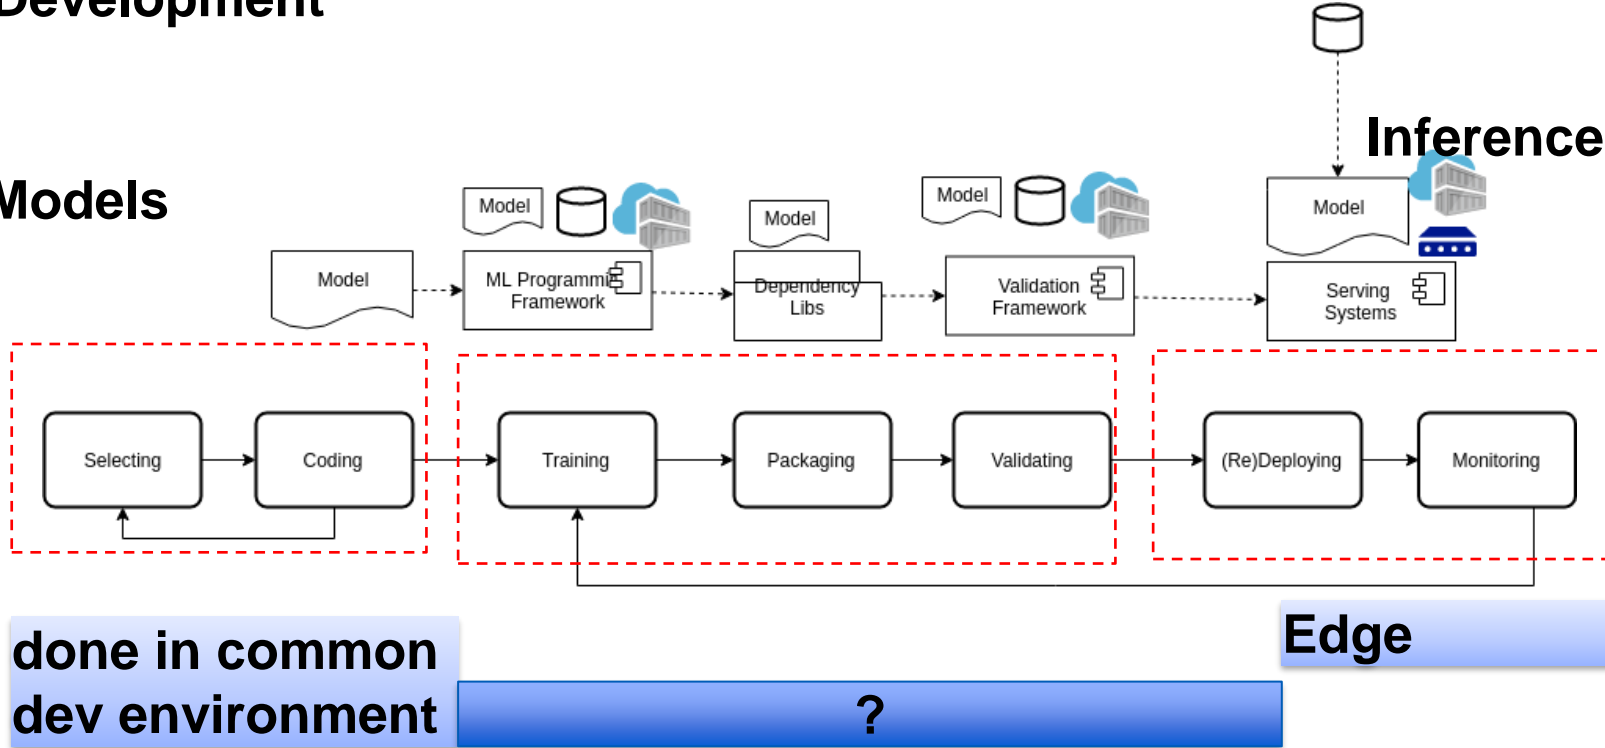 Development
Inference
Models
Model
Model
Model
Model
Model
ML Programmin
Framework
Dependency
Libs
Validation
Framework
Serving
Systems
Selecting
Coding
Training
Packaging
Validating
(Re)Deploying
Monitoring
done in common
dev environment
?
Edge